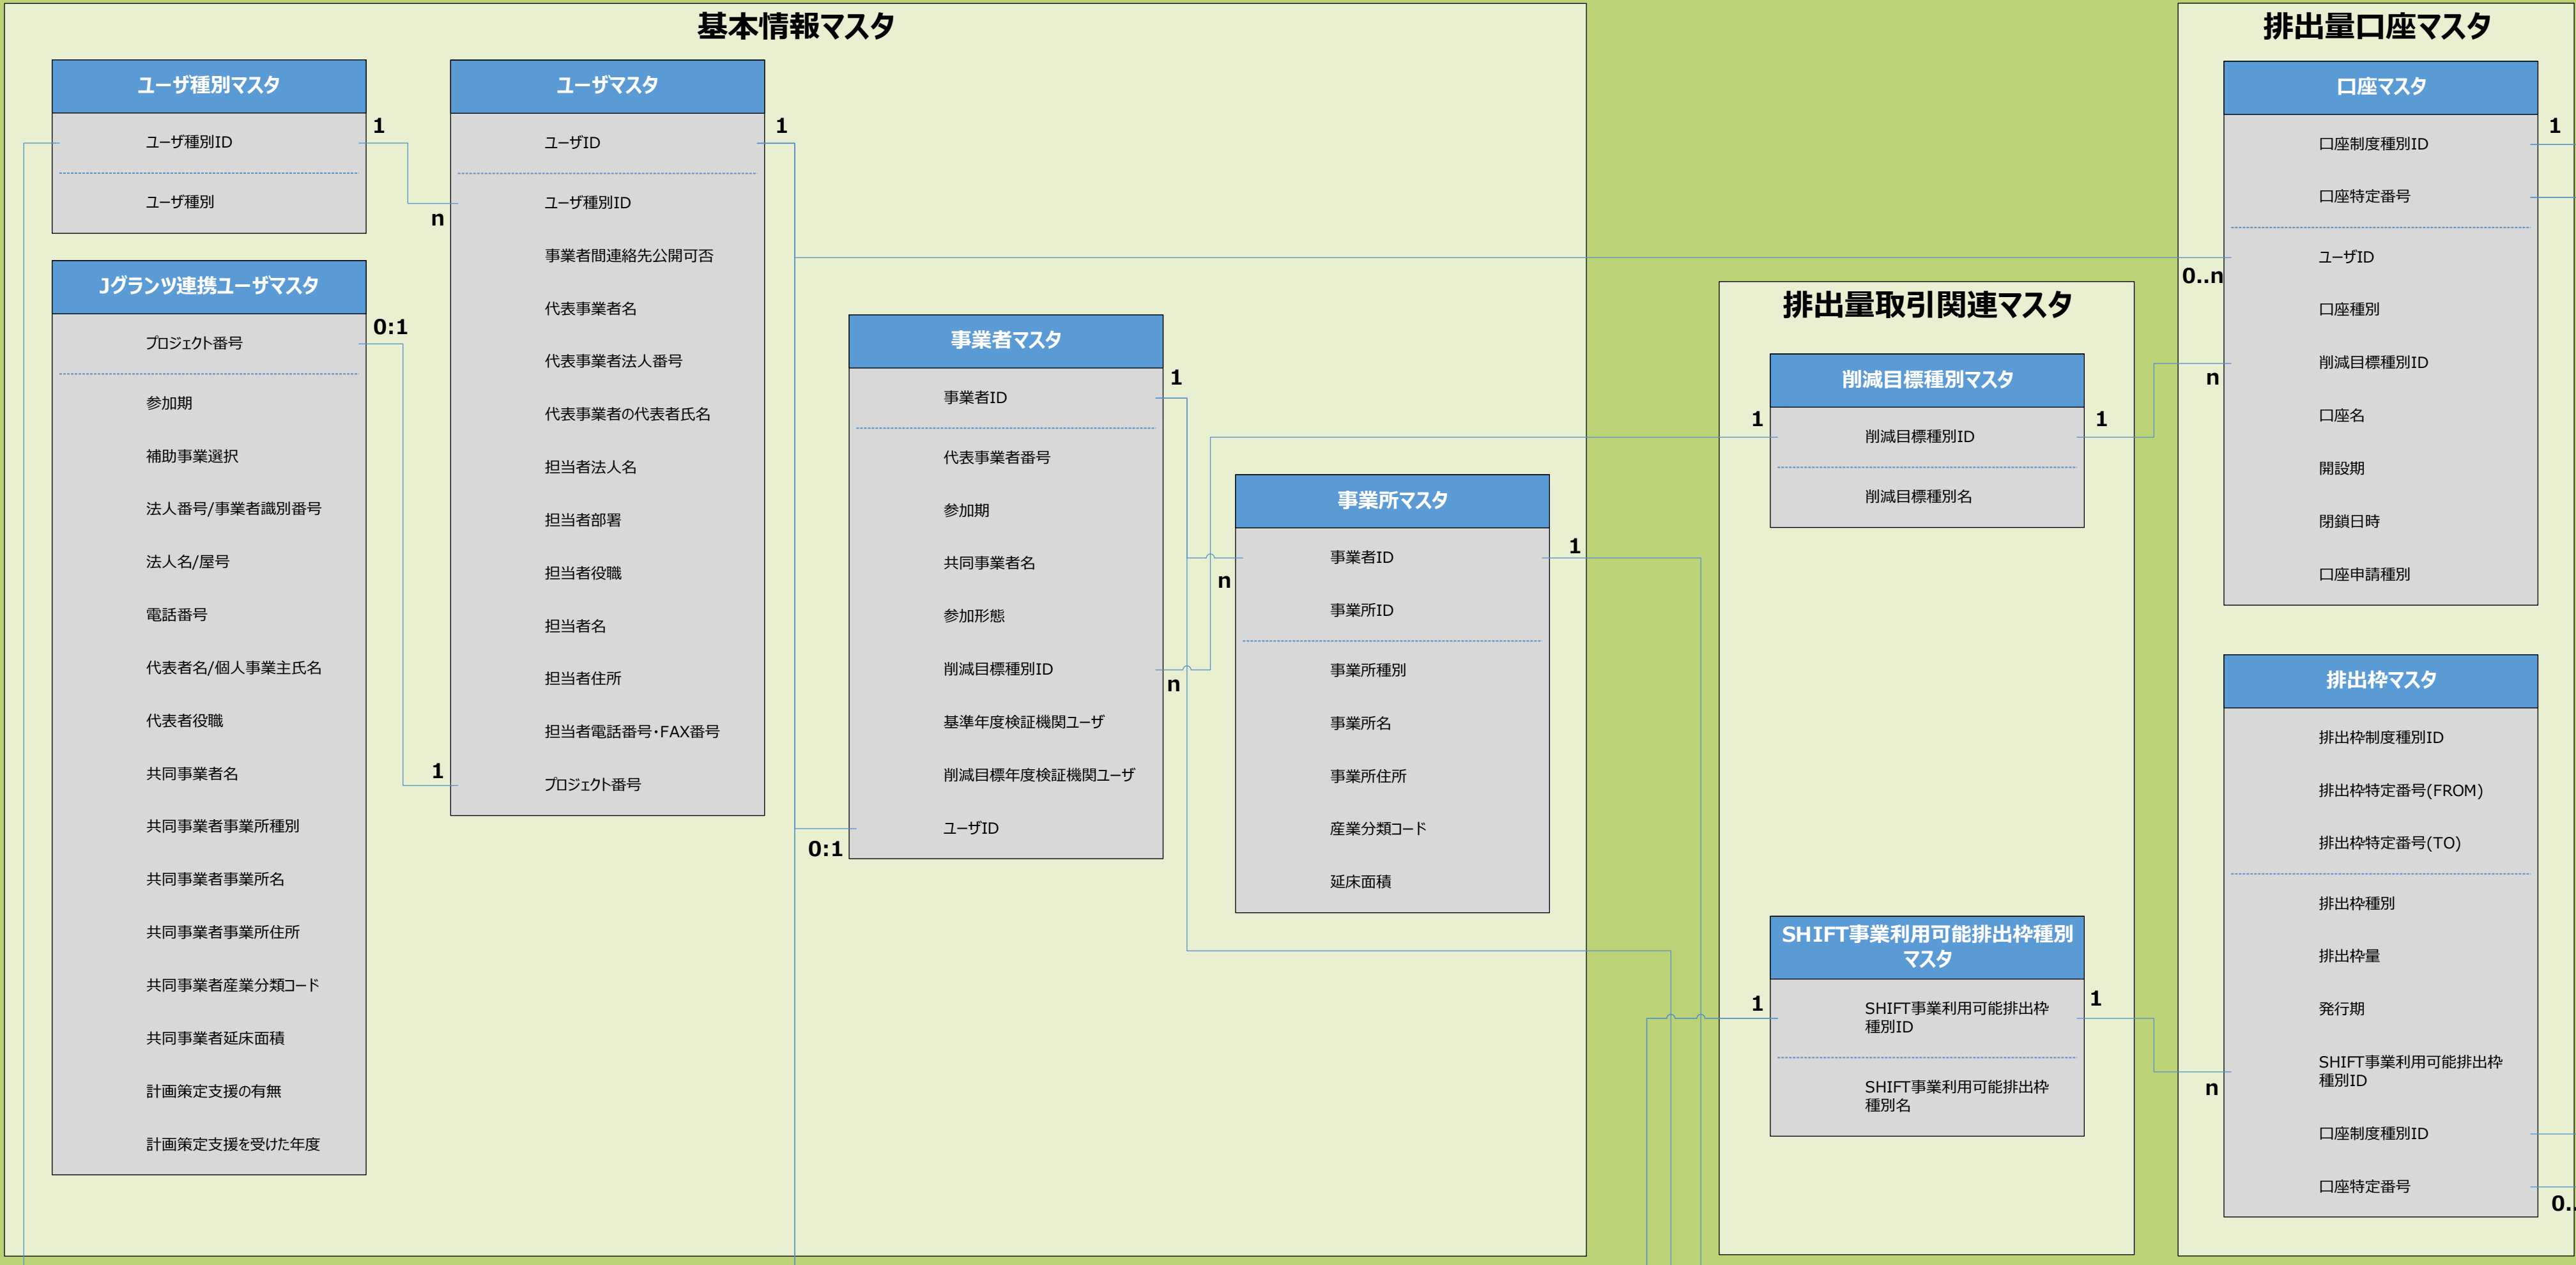 基本情報マスタ
ユーザ種別マスタ
ユーザ種別ID
1
ユーザ種別
Jグランツ連携ユーザマスタ
0:1
プロジェクト番号
参加期
補助事業選択
法人番号/事業者識別番号
法人名/屋号
電話番号
代表者名/個人事業主氏名
代表者役職
共同事業者名
共同事業者事業所種別
共同事業者事業所名
共同事業者事業所住所
共同事業者産業分類コード
共同事業者延床面積
計画策定支援の有無
計画策定支援を受けた年度
ユーザマスタ
1
ユーザID
n
ユーザ種別ID
事業者間連絡先公開可否
代表事業者名
代表事業者法人番号
代表事業者の代表者氏名
担当者法人名
担当者部署
担当者役職
担当者名
担当者住所
担当者電話番号・FAX番号
1
プロジェクト番号
事業者マスタ
1
事業者ID
代表事業者番号
参加期
共同事業者名
参加形態
削減目標種別ID
n
基準年度検証機関ユーザ
削減目標年度検証機関ユーザ
ユーザID
0:1
事業所マスタ
1
事業者ID
n
事業所ID
事業所種別
事業所名
事業所住所
産業分類コード
延床面積
排出量取引関連マスタ
削減目標種別マスタ
1
1
削減目標種別ID
削減目標種別名
SHIFT事業利用可能排出枠種別
マスタ
1
1
SHIFT事業利用可能排出枠
種別ID
SHIFT事業利用可能排出枠
種別名
排出量口座マスタ
口座マスタ
1
口座制度種別ID
口座特定番号
ユーザID
0..n
口座種別
削減目標種別ID
n
口座名
開設期
閉鎖日時
口座申請種別
排出枠マスタ
排出枠制度種別ID
排出枠特定番号(FROM)
排出枠特定番号(TO)
排出枠種別
排出枠量
発行期
SHIFT事業利用可能排出枠
種別ID
n
口座制度種別ID
口座特定番号
0..